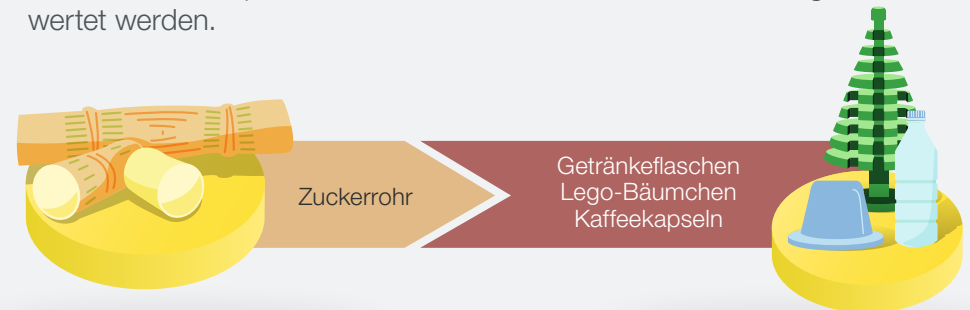 wertet werden.
Zuckerrohr
Getränkeflaschen
Lego-Bäumchen
Kaffeekapseln